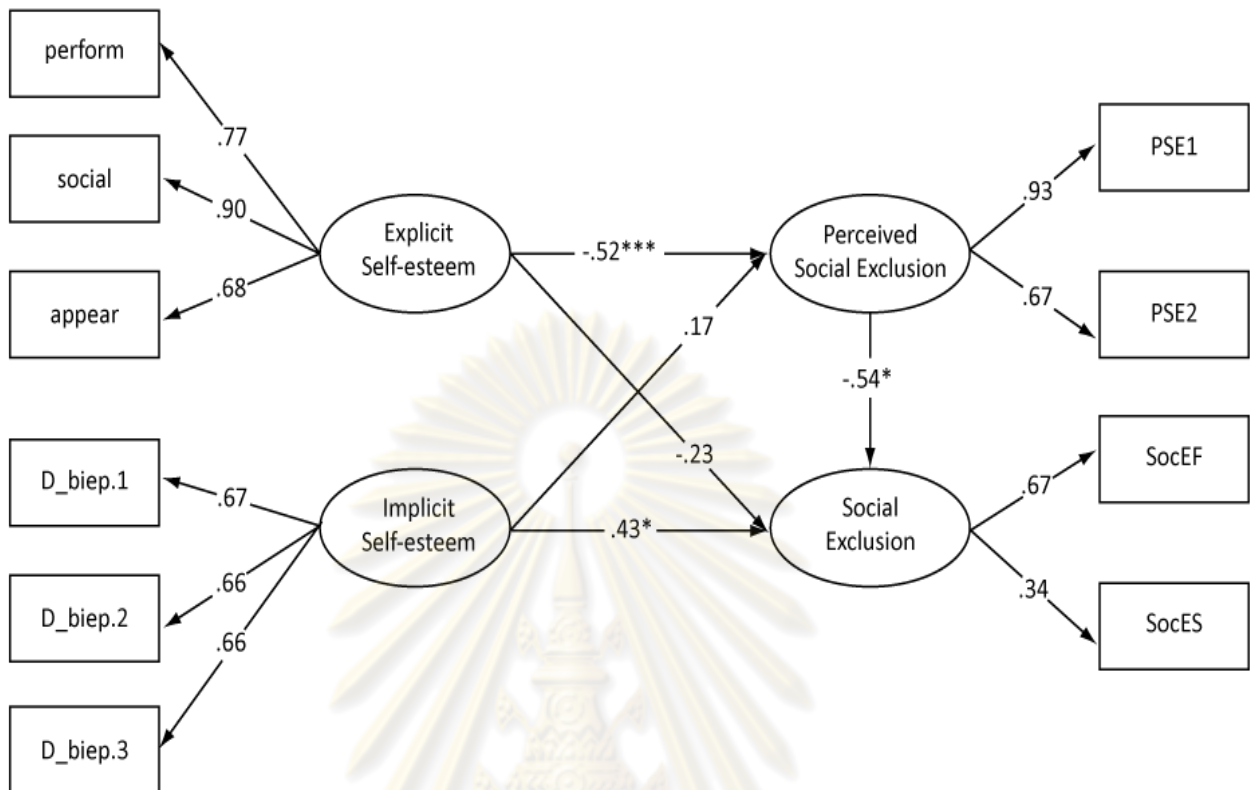 perform
social
appear
D_biep.1
D_biep.2
D_biep.3
.77
.90
.68
.67
.66
.66
Explicit
Self-esteem
Implicit
Self-esteem
-.52***
.17
-.23
.43*
Perceived
Social Exclusion
-.54*
Social
Exclusion
.93
.67
.67
.34
PSE1
PSE2
SocEF
SocES